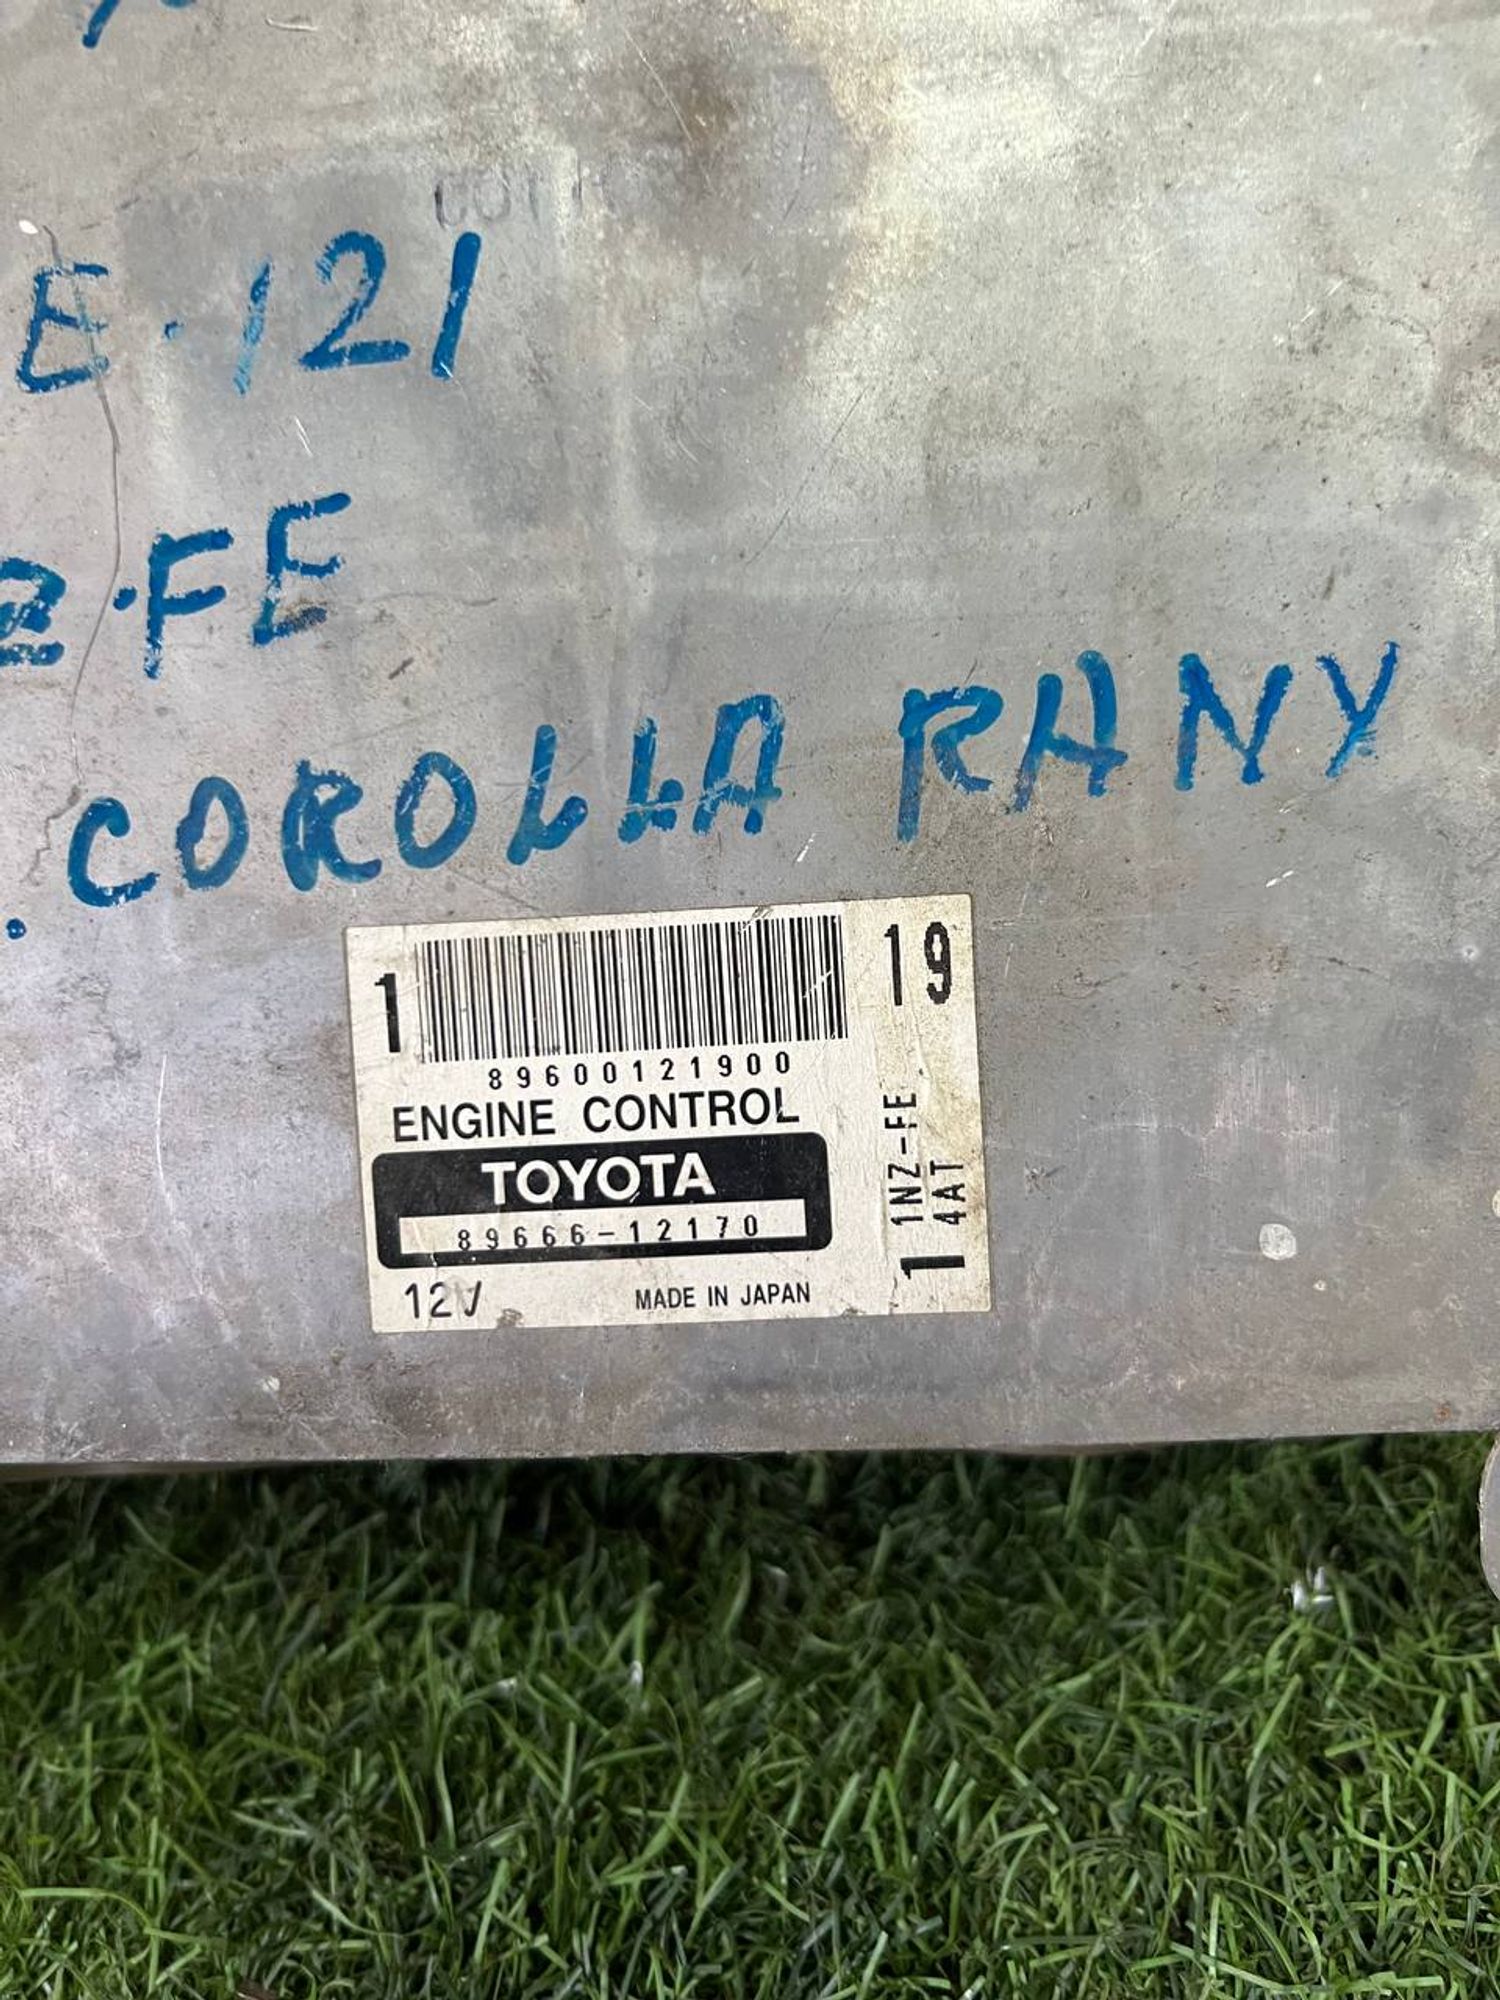 E·121
·FE
COROLLA RANY
1 19
89600121900
ENGINE CONTROL
TOYOTA
89666-12170
12V MADE IN JAPAN
1NZ-FE
4AT
1